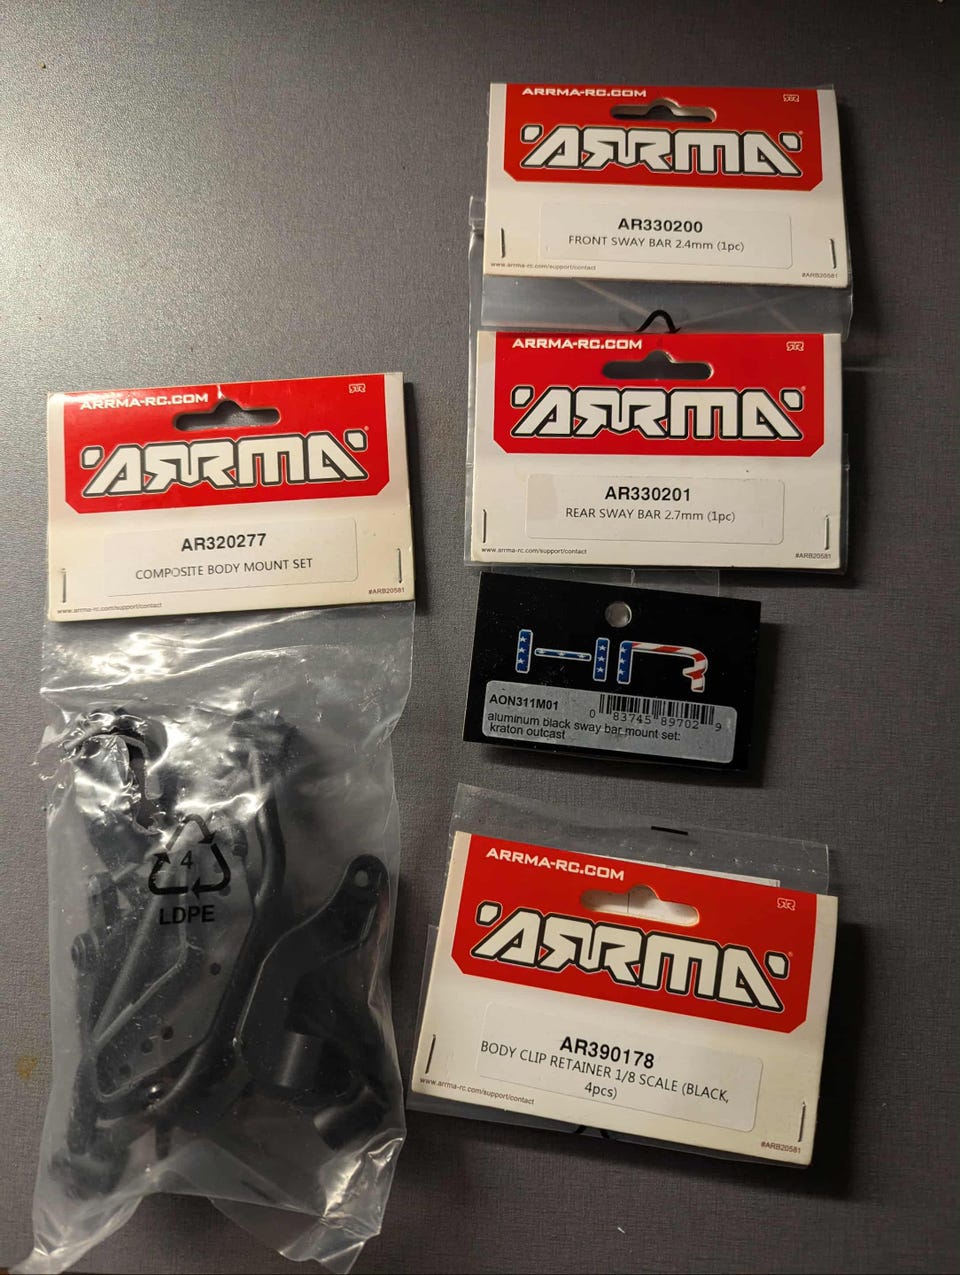 ARRMA-RC.COM
ARRMA
AR330200
FRONT SWAY BAR 2.4mm (1pc)
www.arrma-rc.com/support/contact
#ARB20581
ARRMA-RC.COM
ARRMA
AR330201
REAR SWAY BAR 2.7mm (1pc)
www.arrma-rc.com/support/contact
#ARB20581
ARRMA-RC.COM
ARRMA
AR320277
COMPOSITE BODY MOUNT SET
www.arrma-rc.com/support/contact
#ARB20581
4
LDPE
HR
AON311M01
0 83745 89702 9
aluminum black sway bar mount set:
kraton outcast
ARRMA-RC.COM
ARRMA
AR390178
BODY CLIP RETAINER 1/8 SCALE (BLACK,
4pcs)
www.arrma-rc.com/support/contact
#ARB20581